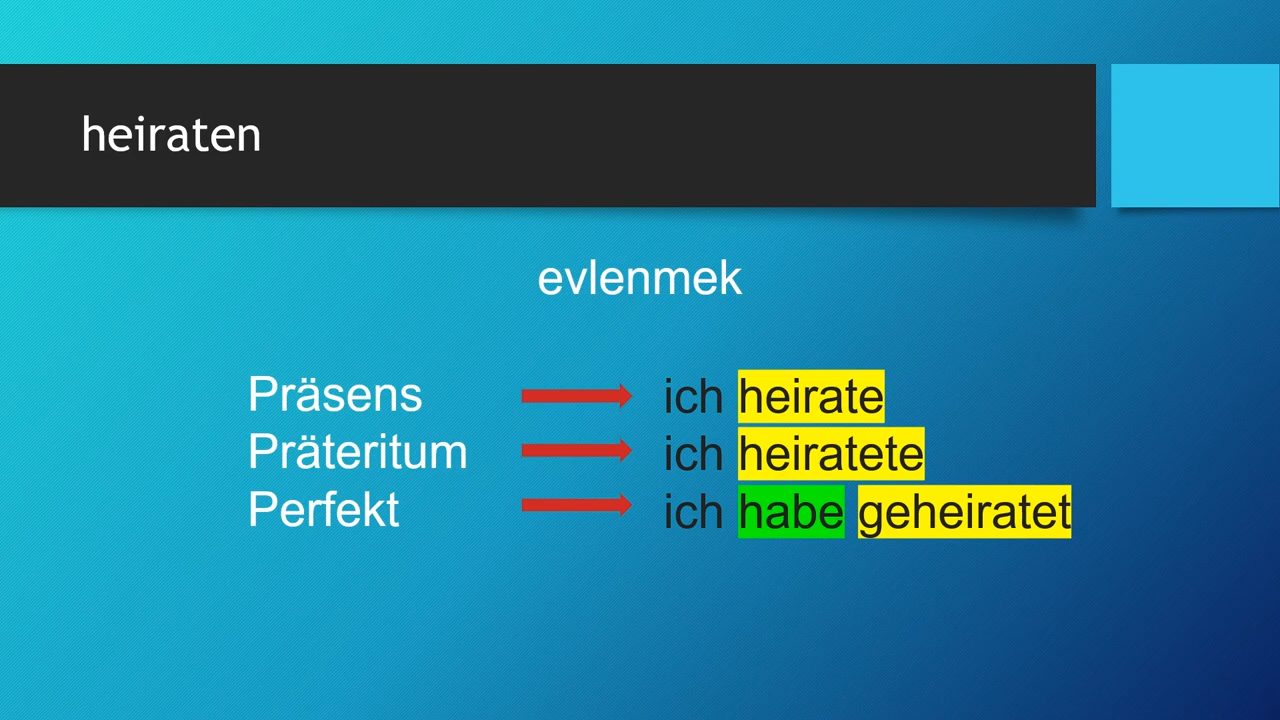 heiraten
evlenmek
Präsens ich heirate
Präteritum ich heiratete
Perfekt ich habe geheiratet